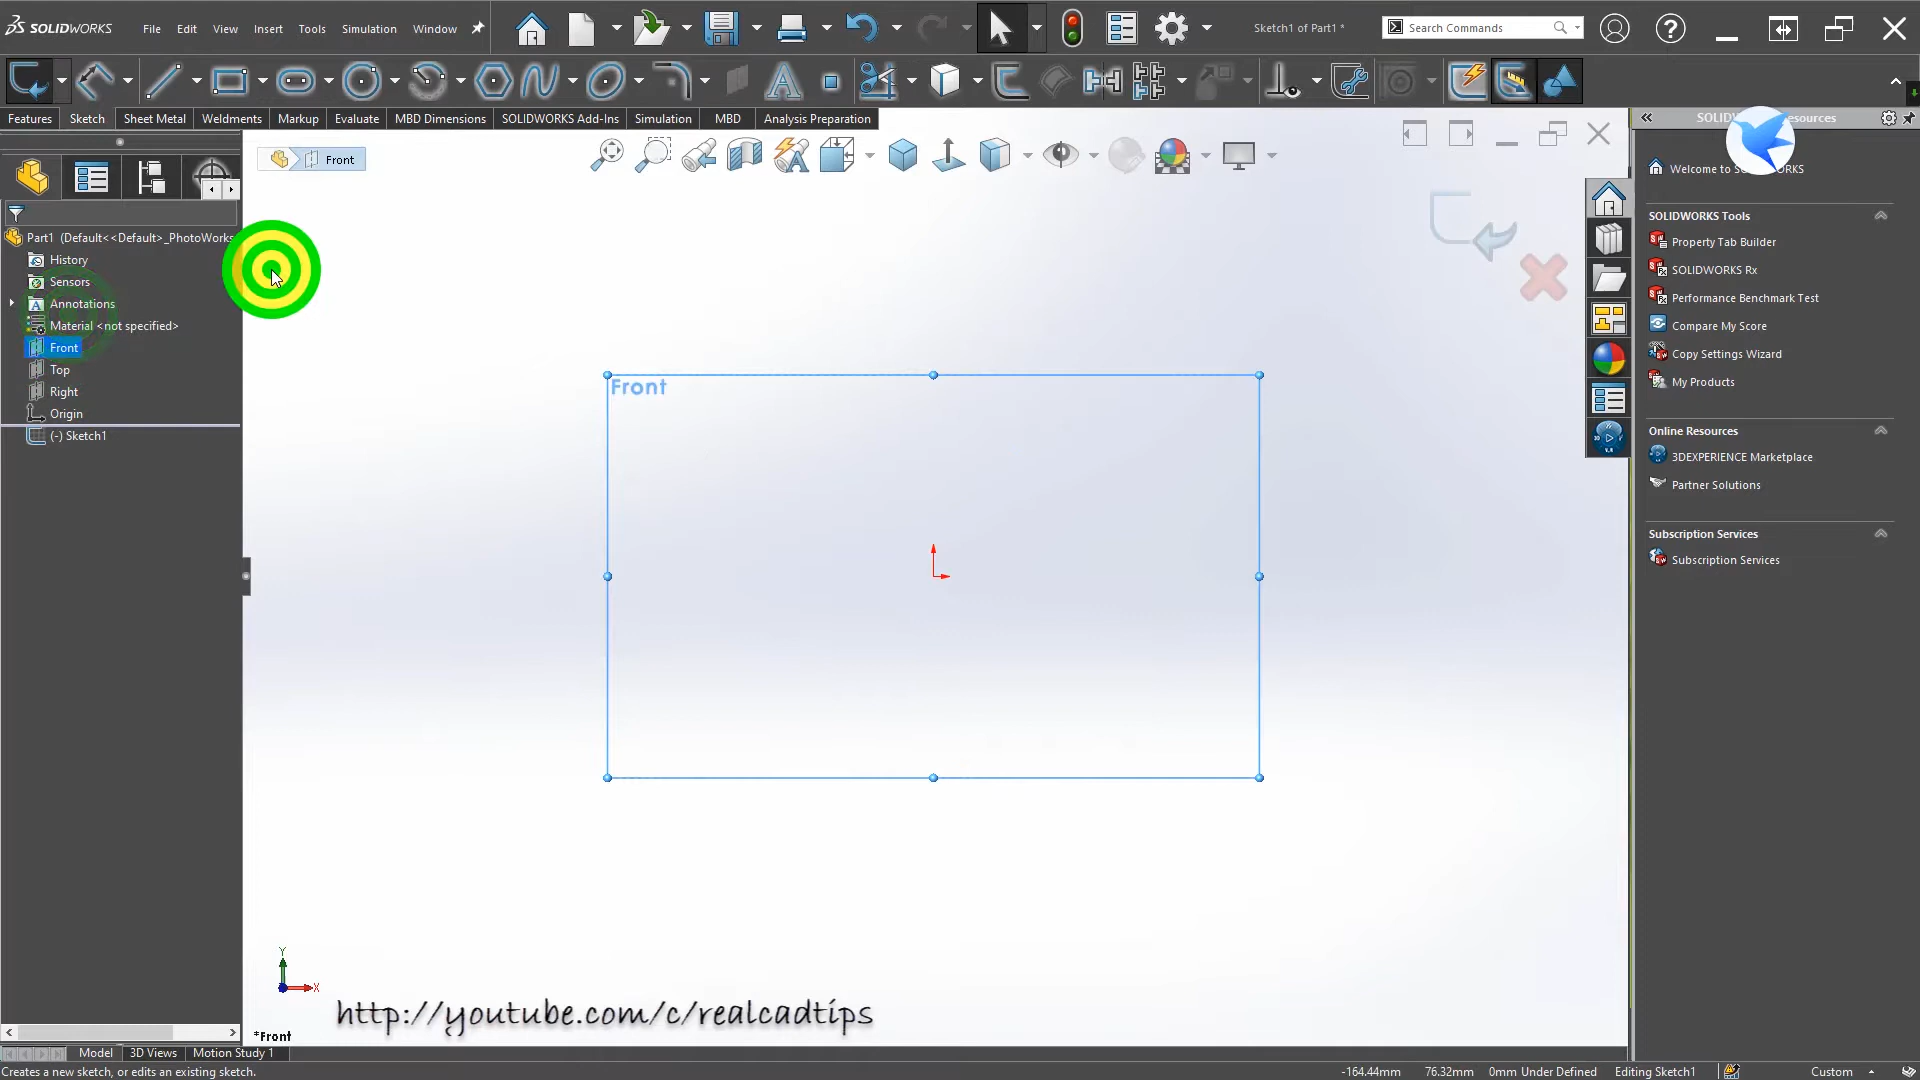 SOLIDWORKS File Edit View Insert Tools Simulation Window Sketch1 of Part1 * Search Commands
Features Sketch Sheet Metal Weldments Markup Evaluate MBD Dimensions SOLIDWORKS Add-Ins Simulation MBD Analysis Preparation
Front
Part1 (Default<<Default>_PhotoWorks
History
Sensors
Annotations
Material <not specified>
Front
Top
Right
Origin
(-) Sketch1
Front
Y
X
*Front
http://youtube.com/c/realcadtips
Welcome to
SOLIDWORKS Tools
Property Tab Builder
SOLIDWORKS Rx
Performance Benchmark Test
Compare My Score
Copy Settings Wizard
My Products
Online Resources
3DEXPERIENCE Marketplace
Partner Solutions
Subscription Services
Subscription Services
Model 3D Views Motion Study 1
Creates a new sketch, or edits an existing sketch. -164.44mm 76.32mm 0mm Under Defined Editing Sketch1 Custom